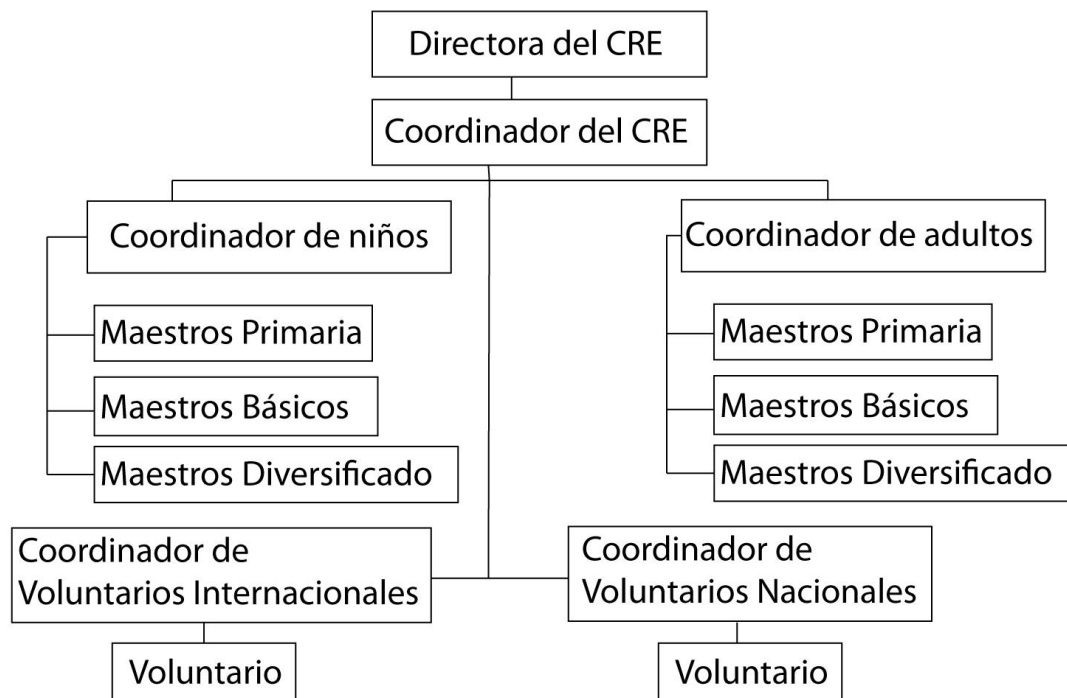 Directora del CRE
Coordinador del CRE
Coordinador de niños
Maestros Primaria
Maestros Básicos
Maestros Diversificado
Coordinador de adultos
Maestros Primaria
Maestros Básicos
Maestros Diversificado
Coordinador de
Voluntarios Internacionales
Voluntario
Coordinador de
Voluntarios Nacionales
Voluntario